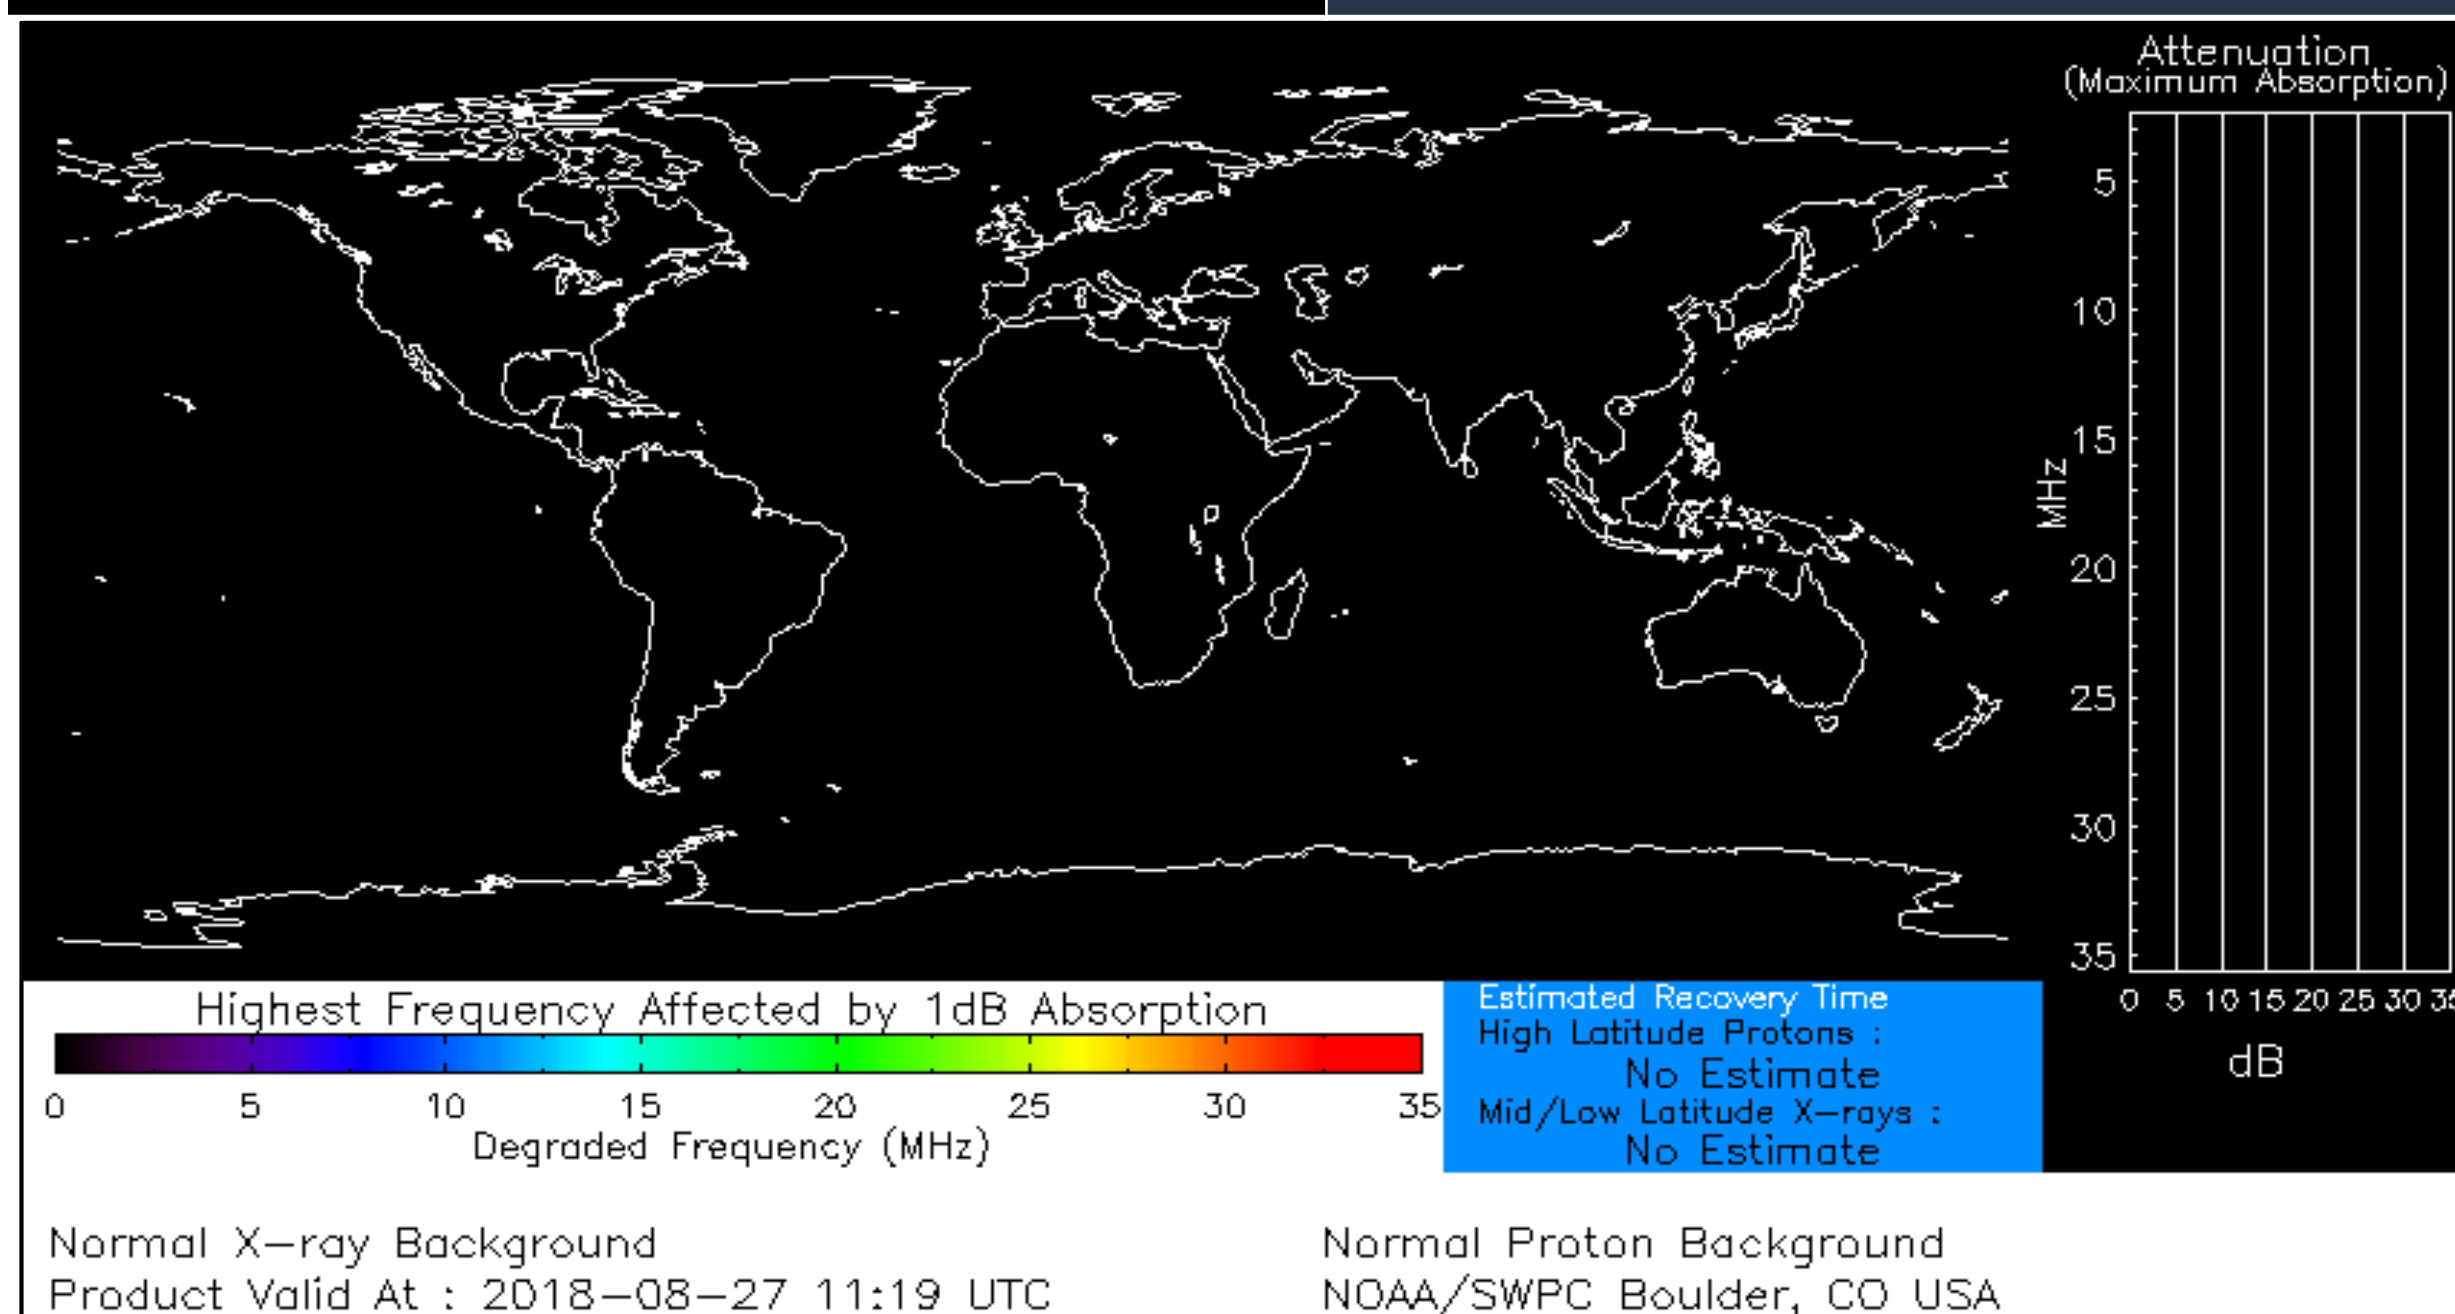 Attenuation
(Maximum Absorption)
5
10
15
20
25
30
35
MHz
0 5 10 15 20 25 30 35
dB
Highest Frequency Affected by 1dB Absorption
0 5 10 15 20 25 30 35
Degraded Frequency (MHz)
Estimated Recovery Time
High Latitude Protons :
No Estimate
Mid/Low Latitude X-rays :
No Estimate
Normal X-ray Background
Normal Proton Background
Product Valid At : 2018-08-27 11:19 UTC
NOAA/SWPC Boulder, CO USA